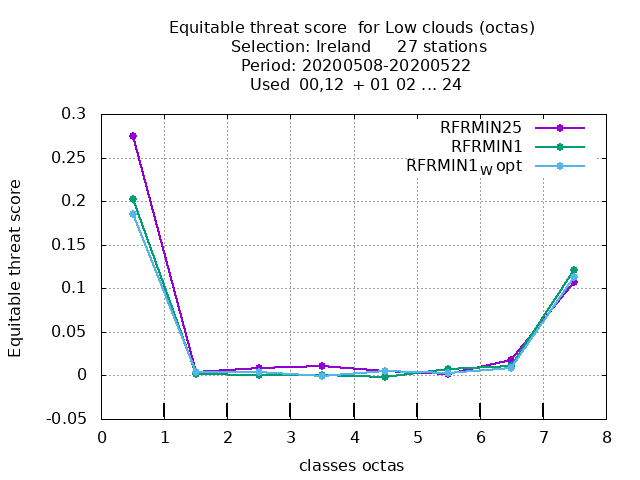 Equitable threat score  for Low clouds (octas)
Selection: Ireland     27 stations
Period: 20200508-20200522
Used  00,12  + 01 02 ... 24
RFRMIN25
RFRMIN1
RFRMIN1W opt
0.3
0.25
0.2
0.15
0.1
0.05
0
-0.05
Equitable threat score
0 1 2 3 4 5 6 7 8
classes octas